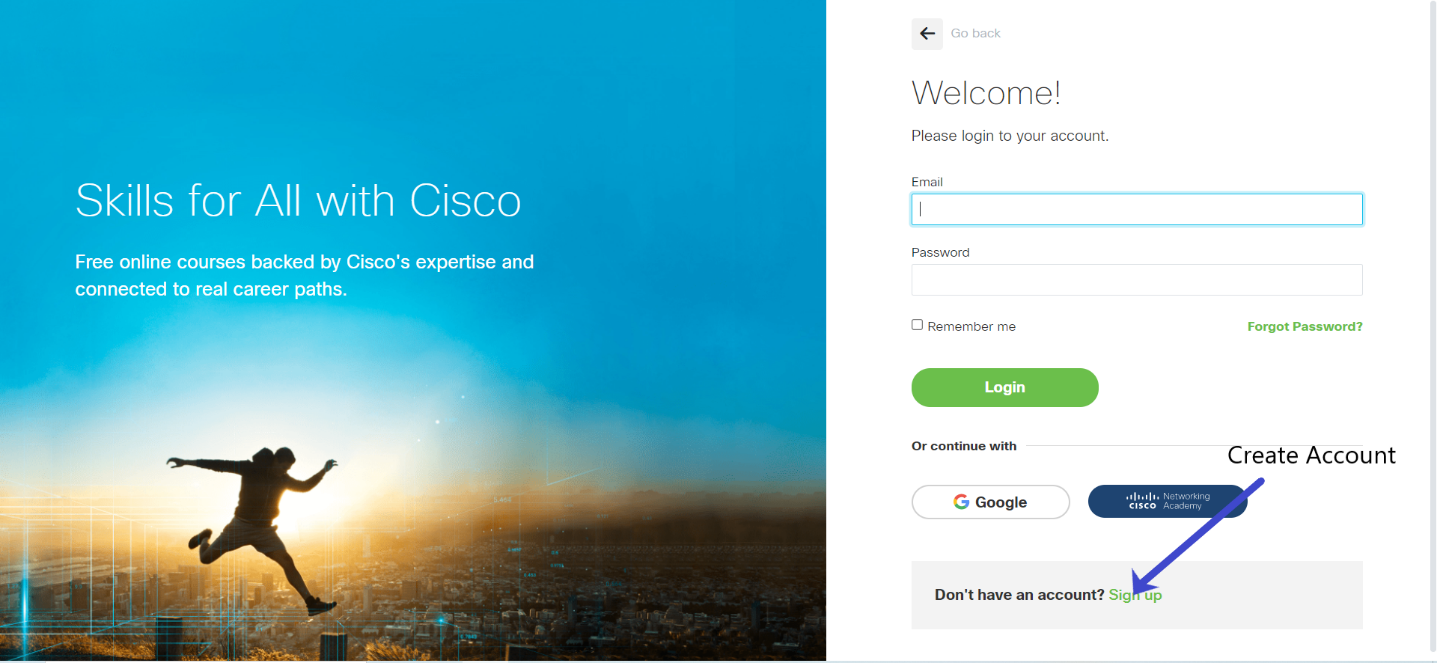 Go back
Welcome!
Please login to your account.
Skills for All with Cisco
Free online courses backed by Cisco's expertise and
connected to real career paths.
Email
Password
Remember me
Forgot Password?
Login
Or continue with
Create Account
Google
CISCO
Networking
Academy
Don't have an account? Sign up